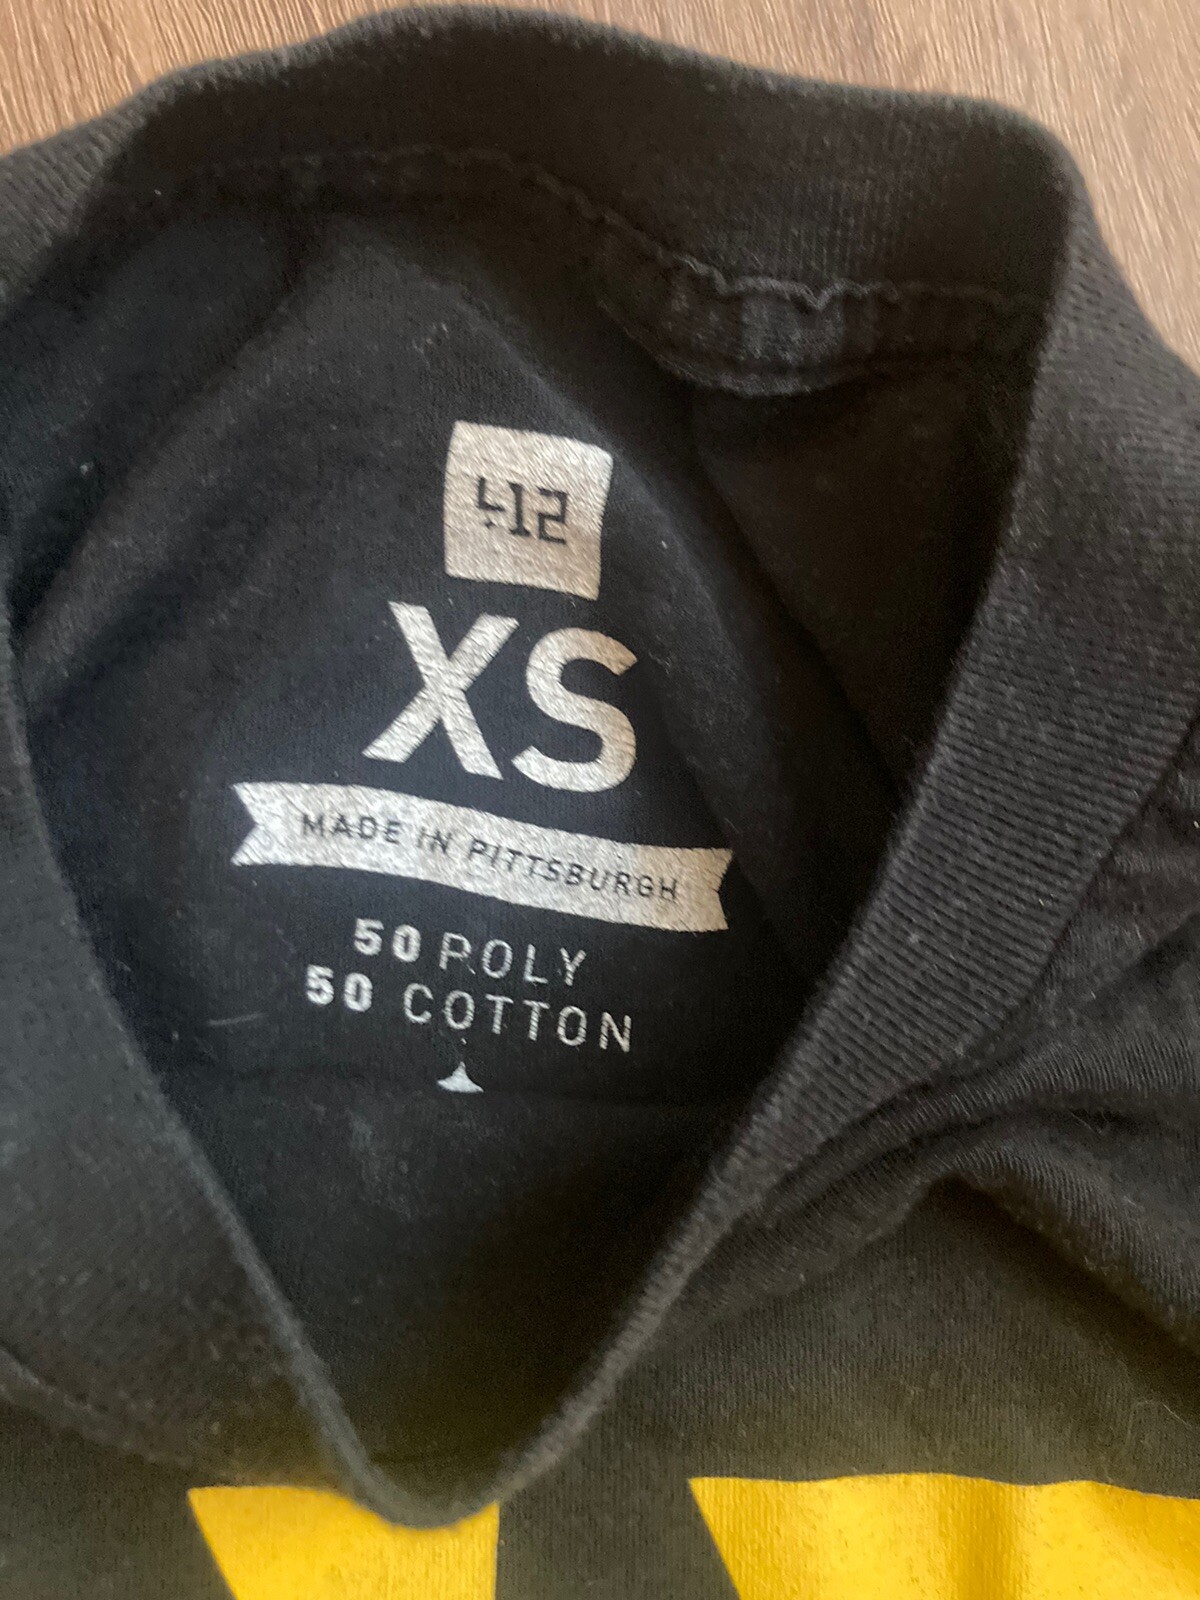 412
XS
MADE IN PITTSBURGH
50 POLY
50 COTTON